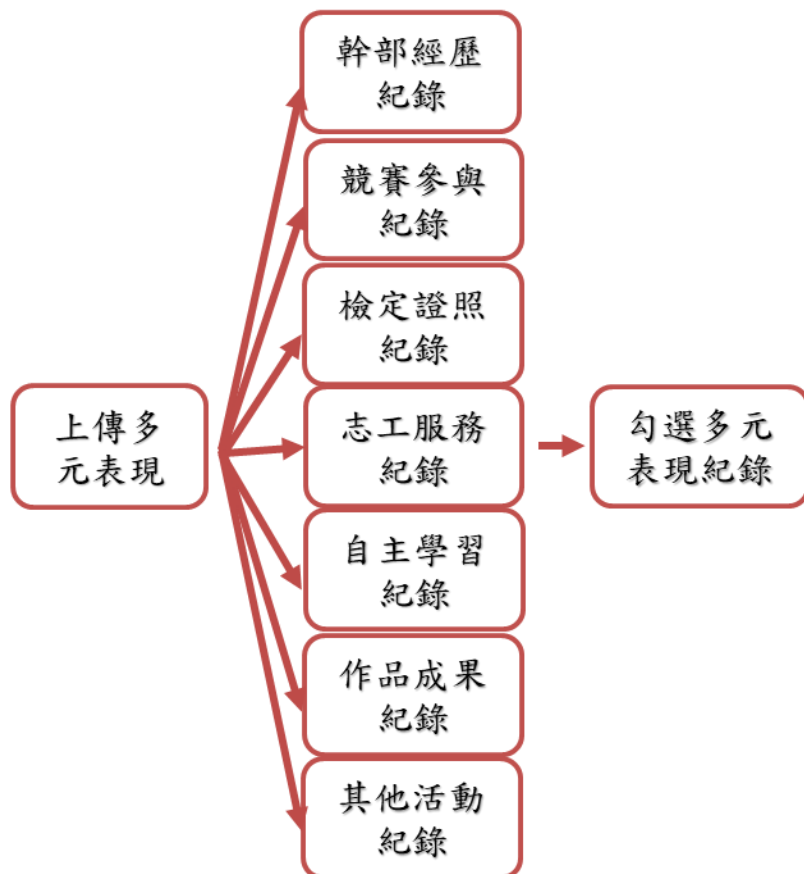 幹部經歷
紀錄
競賽參與
紀錄
檢定證照
紀錄
上傳多
元表現
志工服務
紀錄
勾選多元
表現紀錄
自主學習
紀錄
作品成果
紀錄
其他活動
紀錄